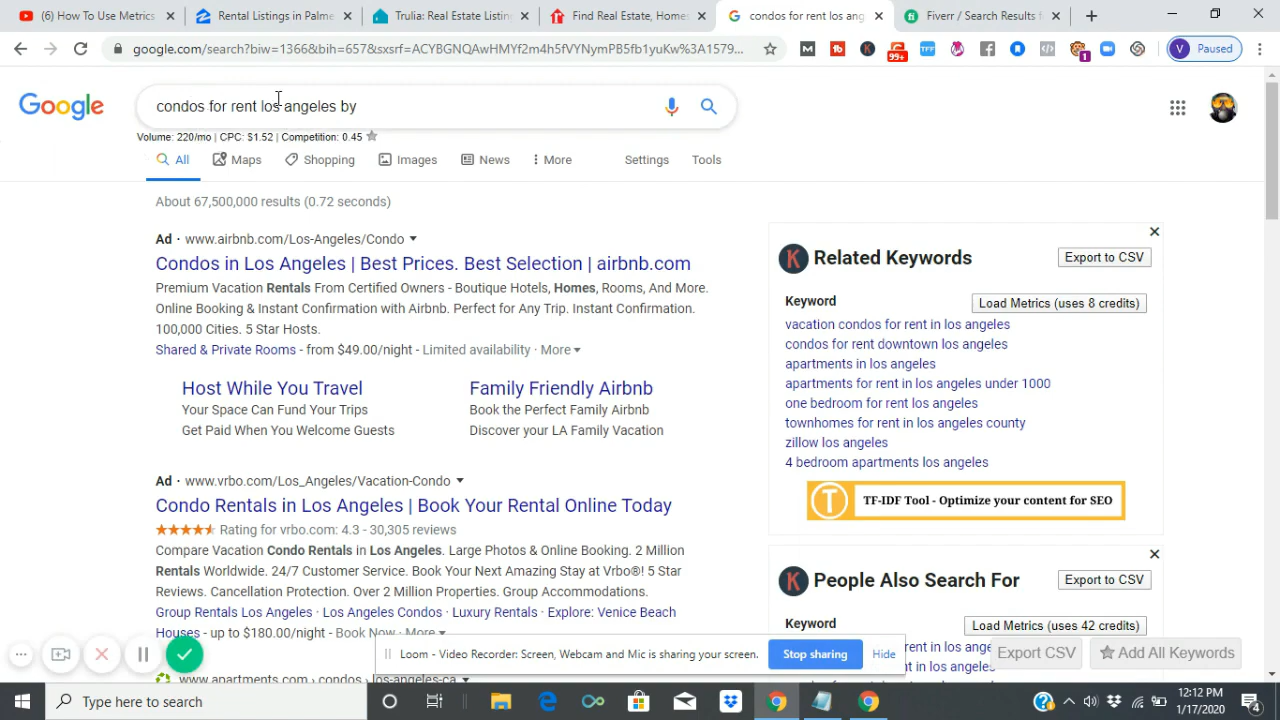 (6) How To Use Metrics
Rental Listings in Palme
Trulia: Real Estate Listing
Find Real Estate, Homes
condos for rent los ang
Fiverr / Search Results f
google.com/search?biw=1366&bih=657&sxsrf=ACYBGNQAwHMYf2m4h5fVYNymPB5fb1yuKw%3A1579...
99+
TFF
1
V Paused
Google
condos for rent los angeles by
Volume: 220/mo | CPC: $1.52 | Competition: 0.45
All
Maps
Shopping
Images
News
More
Settings
Tools
About 67,500,000 results (0.72 seconds)
Ad · www.airbnb.com/Los-Angeles/Condo
Condos in Los Angeles | Best Prices. Best Selection | airbnb.com
Premium Vacation Rentals From Certified Owners - Boutique Hotels, Homes, Rooms, And More.
Online Booking & Instant Confirmation with Airbnb. Perfect for Any Trip. Instant Confirmation.
100,000 Cities. 5 Star Hosts.
Shared & Private Rooms - from $49.00/night - Limited availability · More
Host While You Travel
Your Space Can Fund Your Trips
Get Paid When You Welcome Guests
Family Friendly Airbnb
Book the Perfect Family Airbnb
Discover your LA Family Vacation
Ad · www.vrbo.com/Los_Angeles/Vacation-Condo
Condo Rentals in Los Angeles | Book Your Rental Online Today
Rating for vrbo.com: 4.3 - 30,305 reviews
Compare Vacation Condo Rentals in Los Angeles. Large Photos & Online Booking. 2 Million
Rentals Worldwide. 24/7 Customer Service. Book Your Next Amazing Stay at Vrbo®! 5 Star
Reviews. Cancellation Protection. Over 2 Million Properties. Group Accommodations.
Group Rentals Los Angeles · Los Angeles Condos · Luxury Rentals · Explore: Venice Beach
Houses - up to $180.00/night - Book Now · More
www.apartments.com › condos › los-angeles-ca
K Related Keywords
Export to CSV
Keyword
Load Metrics (uses 8 credits)
vacation condos for rent in los angeles
condos for rent downtown los angeles
apartments in los angeles
apartments for rent in los angeles under 1000
one bedroom for rent los angeles
townhomes for rent in los angeles county
zillow los angeles
4 bedroom apartments los angeles
T TF-IDF Tool - Optimize your content for SEO
K People Also Search For
Export to CSV
Keyword
Load Metrics (uses 42 credits)
ent in los angeles
Export CSV
Add All Keywords
Loom - Video Recorder: Screen, Webcam and Mic is sharing your screen.
Stop sharing
Hide
Type here to search
12:12 PM
1/17/2020
4